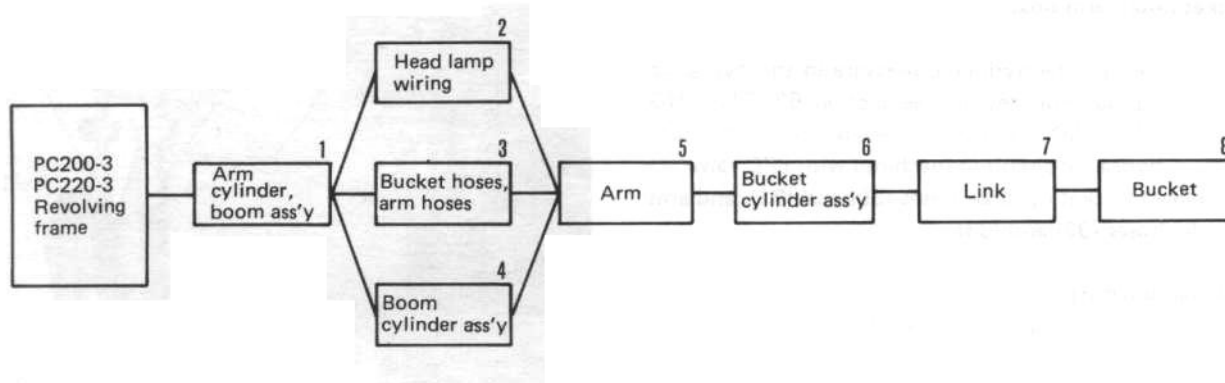 PC200-3
PC220-3
Revolving
frame
1
Arm
cylinder,
boom ass'y
2
Head lamp
wiring
3
Bucket hoses,
arm hoses
4
Boom
cylinder ass'y
5
Arm
6
Bucket
cylinder ass'y
7
Link
8
Bucket